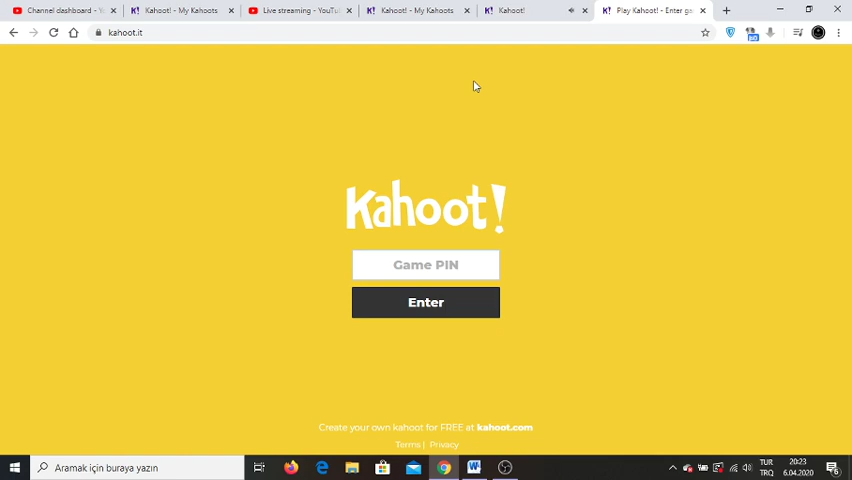 Channel dashboard - Yo
Kahoot! - My Kahoots
Live streaming - YouTu
Kahoot! - My Kahoots
Kahoot!
Play Kahoot! - Enter ga
kahoot.it
Kahoot!
Game PIN
Enter
Create your own kahoot for FREE at kahoot.com
Terms | Privacy
Aramak için buraya yazın
TUR
TRQ
20:23
6.04.2020